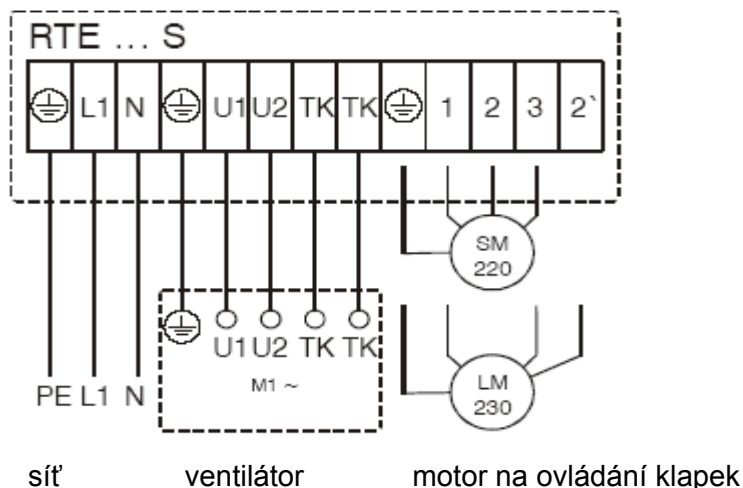 RTE ... S
L1 N U1 U2 TK TK 1 2 3 2`
SM
220
U1 U2 TK TK
M1 ~
PE L1 N
LM
230
síť ventilátor motor na ovládání klapek